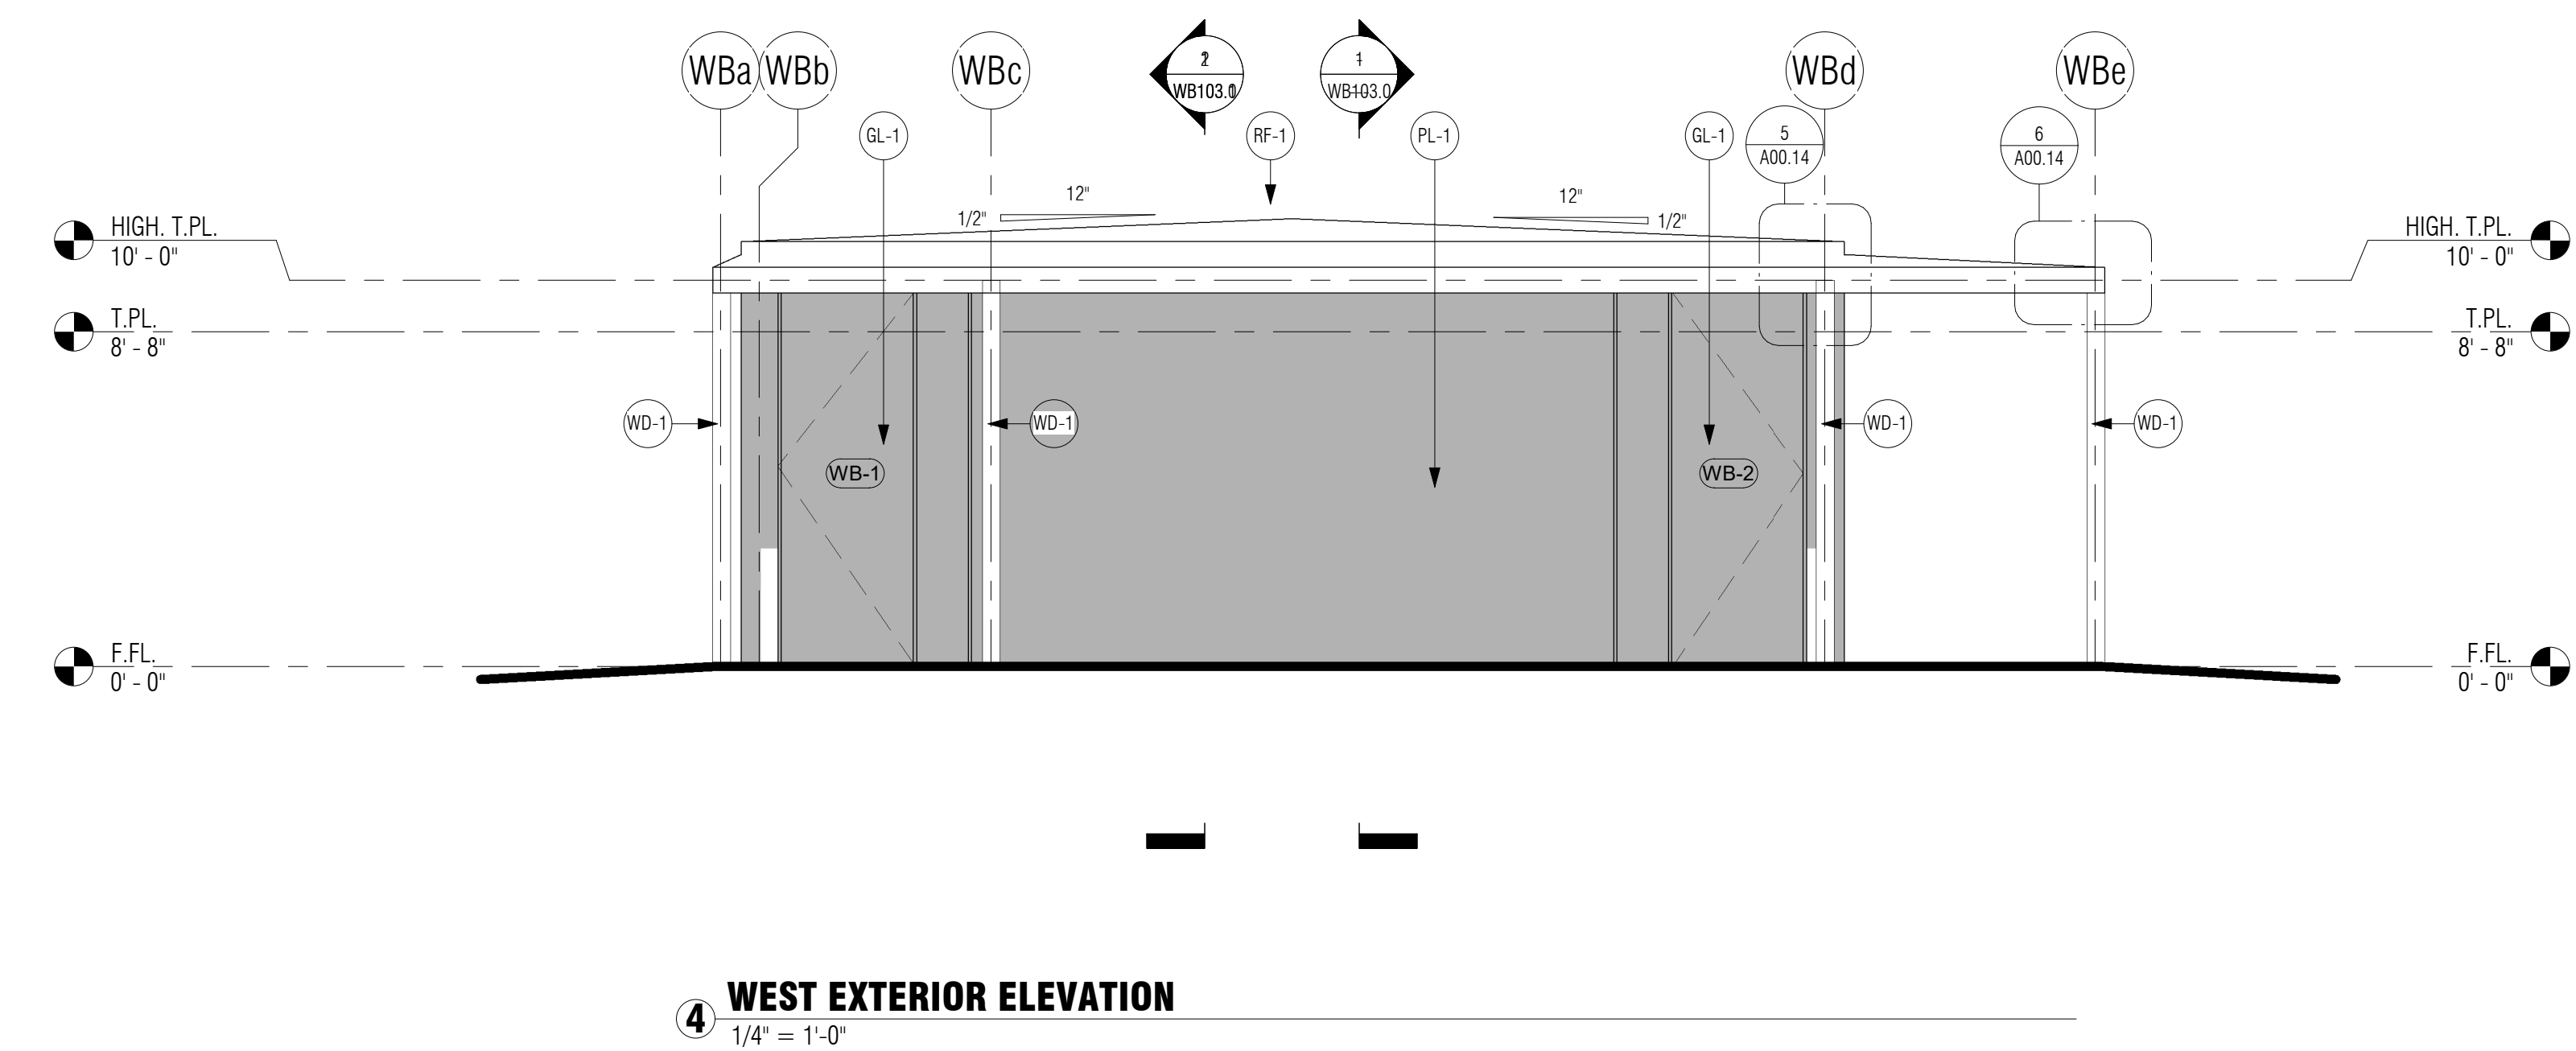 WBa WBb WBc WBd WBe
2
WB103.
1
WB103.0
GL-1 RF-1 PL-1 GL-1
5
A00.14
6
A00.14
12" 12"
1/2" 1/2"
HIGH. T.PL. HIGH. T.PL.
10' - 0" 10' - 0"
T.PL. T.PL.
8' - 8" 8' - 8"
WD-1 WD-1 WD-1 WD-1
WB-1 WB-2
F.FL. F.FL.
0' - 0" 0' - 0"
4 WEST EXTERIOR ELEVATION
1/4" = 1'-0"